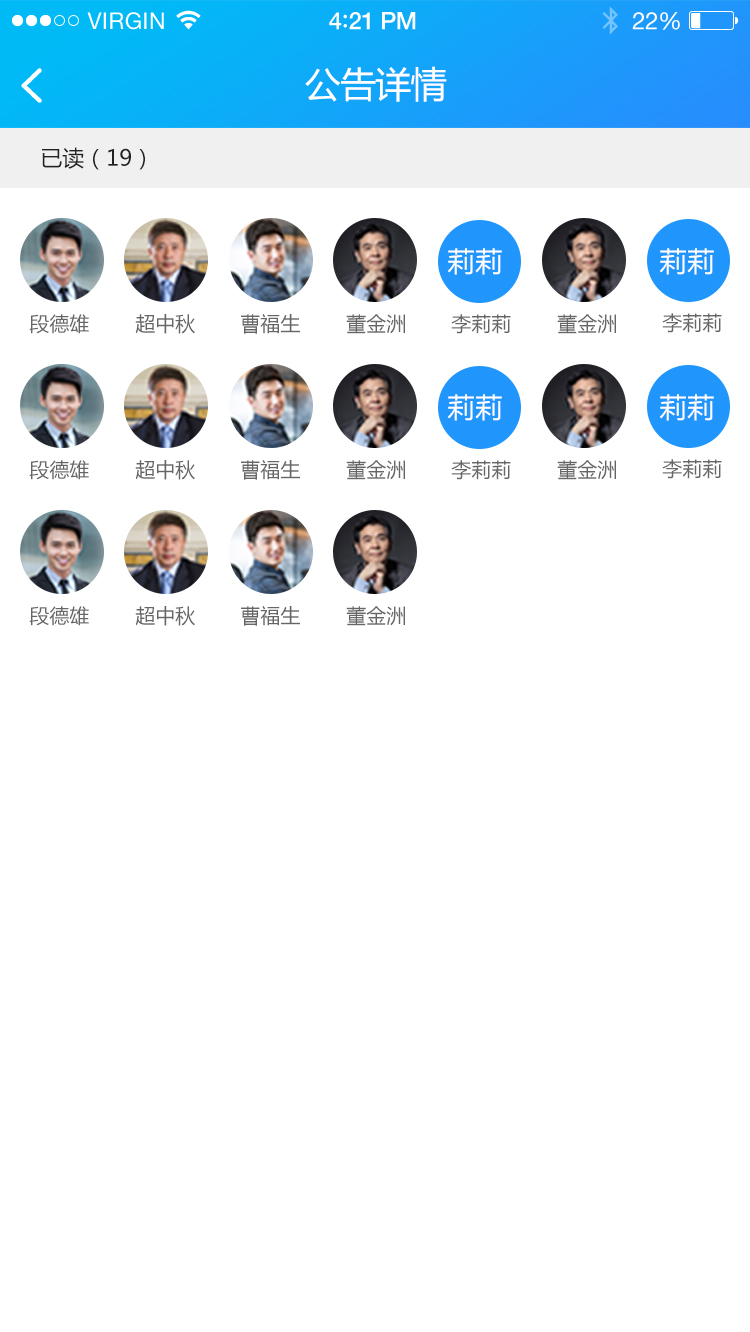 VIRGIN 4:21 PM 22%
公告详情
已读（19）
莉莉 莉莉
段德雄 超中秋 曹福生 董金洲 李莉莉 董金洲 李莉莉
莉莉 莉莉
段德雄 超中秋 曹福生 董金洲 李莉莉 董金洲 李莉莉
段德雄 超中秋 曹福生 董金洲